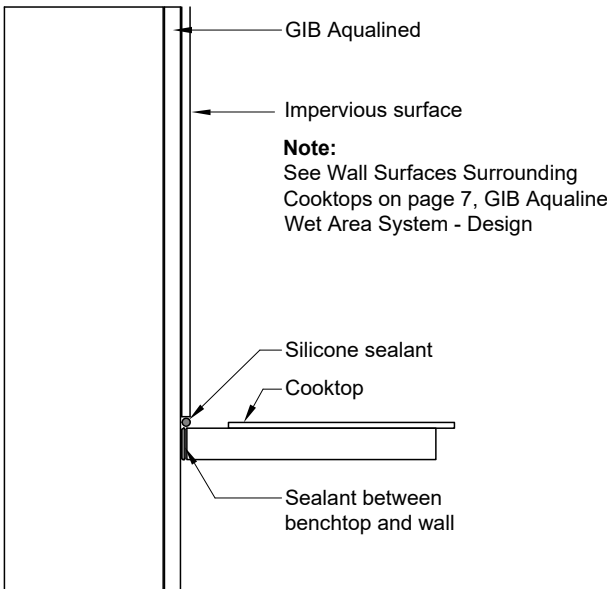 GIB Aqualined
Impervious surface
Note:
See Wall Surfaces Surrounding
Cooktops on page 7, GIB Aqualine
Wet Area System - Design
Silicone sealant
Cooktop
Sealant between
benchtop and wall